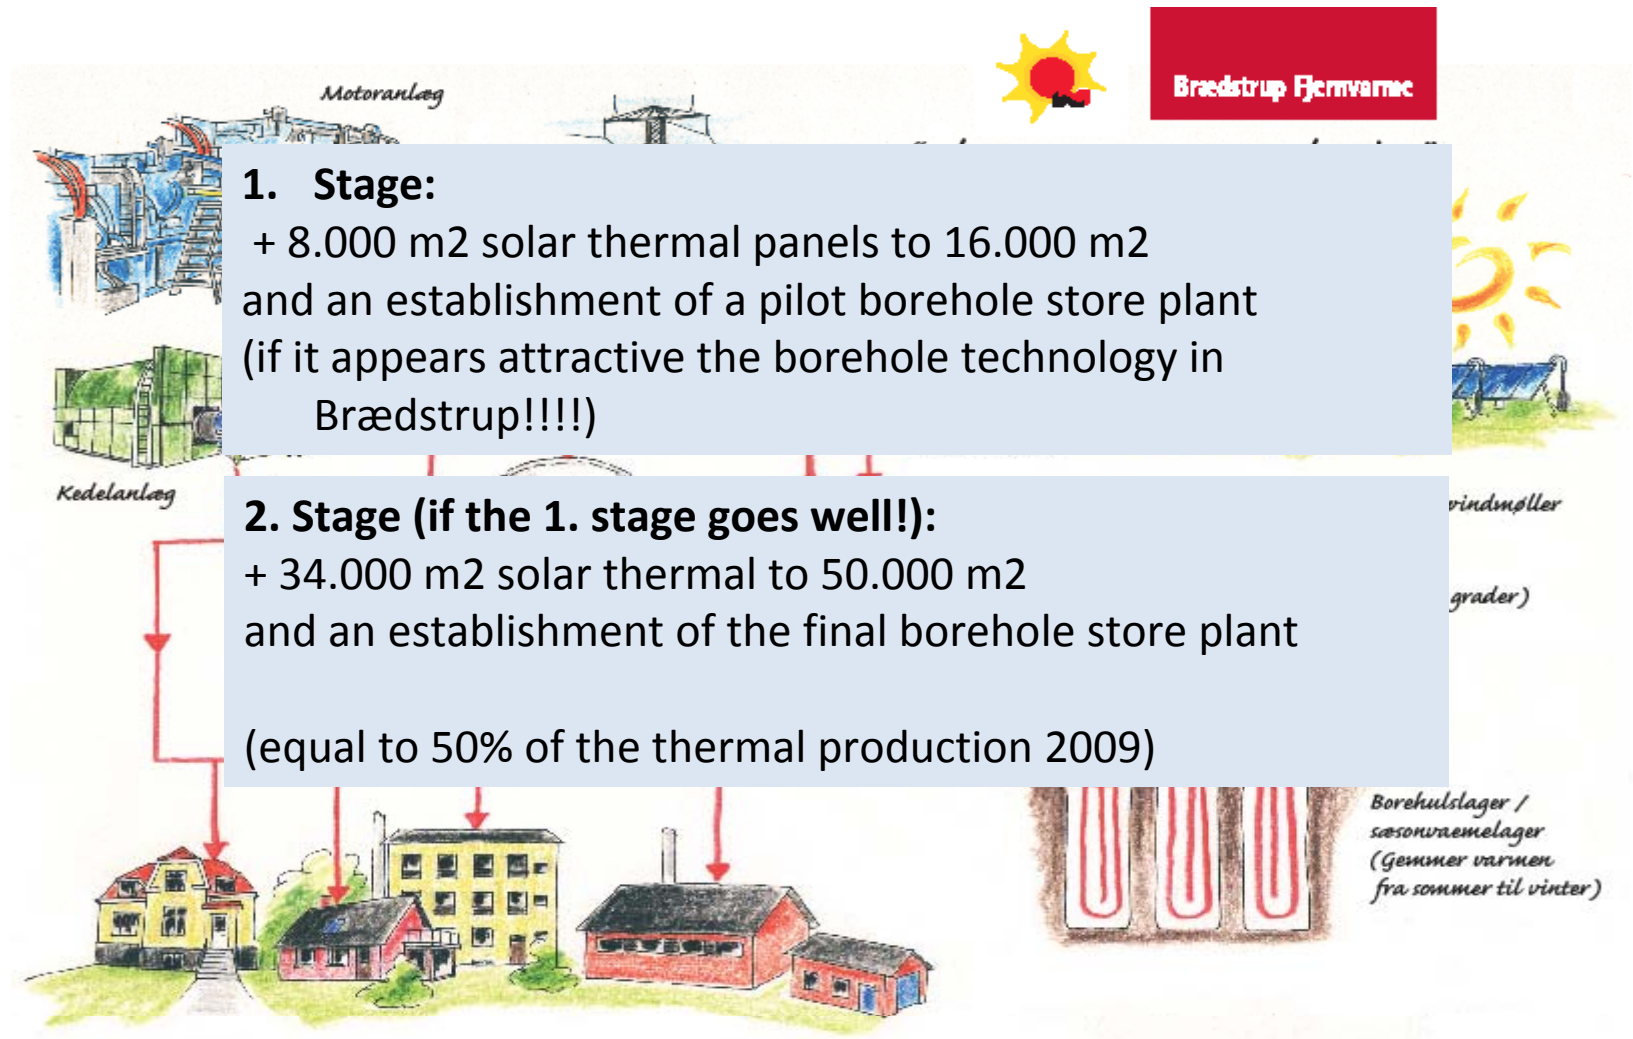 Motoranlæg
Brædstrup Fjernvarme
1. Stage:
+ 8.000 m2 solar thermal panels to 16.000 m2
and an establishment of a pilot borehole store plant
(if it appears attractive the borehole technology in
Brædstrup!!!!)
Kedelanlæg
vindmøller
2. Stage (if the 1. stage goes well!):
+ 34.000 m2 solar thermal to 50.000 m2
grader)
and an establishment of the final borehole store plant
(equal to 50% of the thermal production 2009)
Borehulslager /
sæsonvaemelager
(Gemmer varmen
fra sommer til vinter)